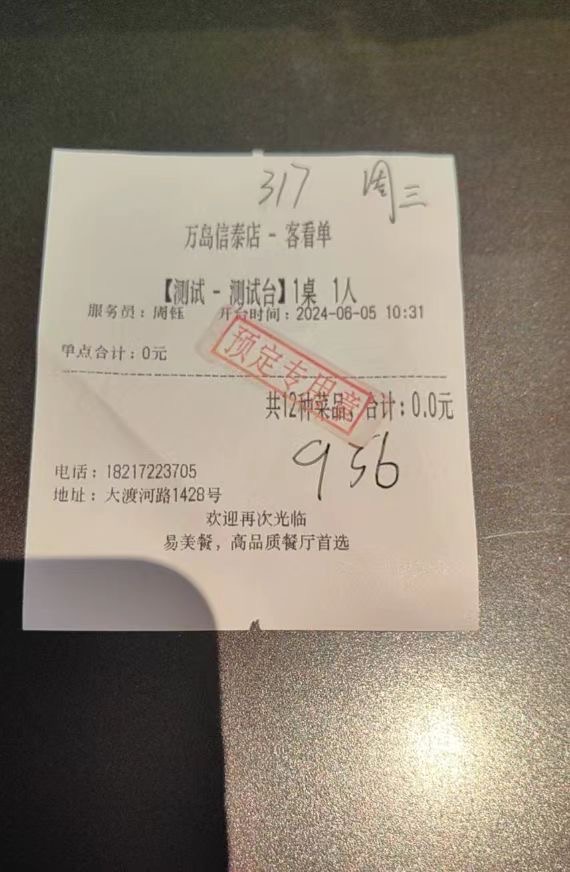 317 周三
万岛信泰店 - 客看单
【测试 - 测试台】1桌 1人
服务员：周钰 开台时间：2024-06-05 10:31
预定专用章
单点合计：0元
共12种菜品，合计：0.0元
936
电话：18217223705
地址：大渡河路1428号
欢迎再次光临
易美餐，高品质餐厅首选